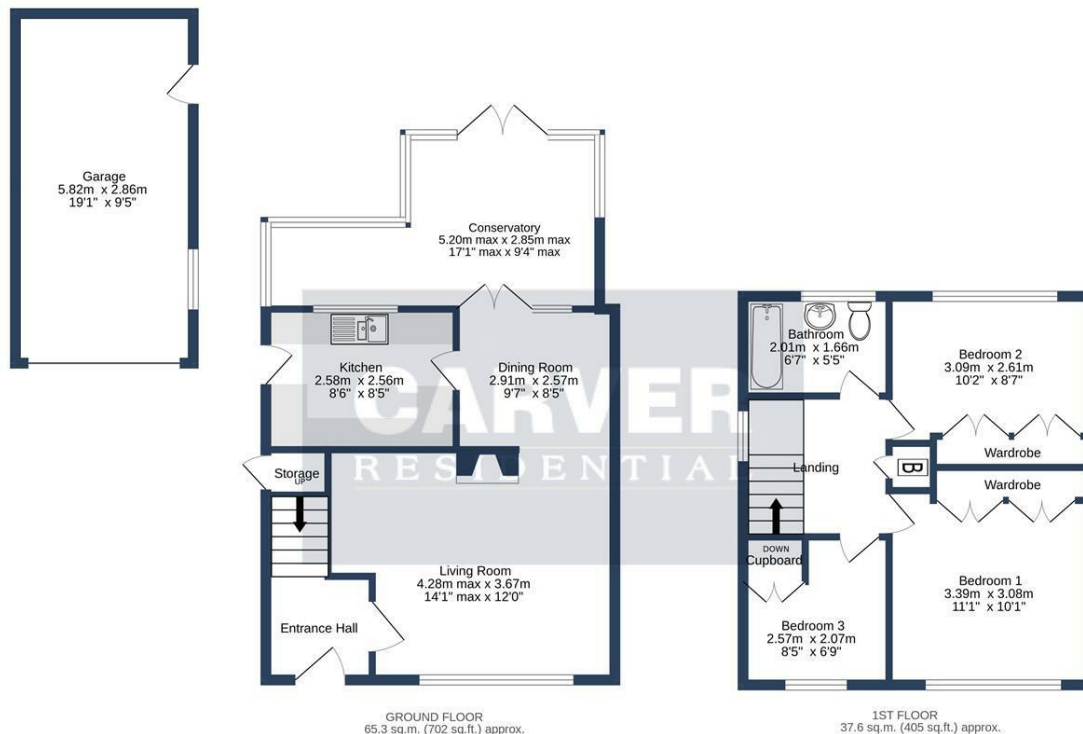 Garage
5.82m x 2.86m
19'1" x 9'5"
Conservatory
5.20m max x 2.85m max
17'1" max x 9'4" max
Kitchen
2.58m x 2.56m
8'6" x 8'5"
Dining Room
2.91m x 2.57m
9'7" x 8'5"
CARVER
RESIDENTIAL
Storage
UP
Living Room
4.28m max x 3.67m
14'1" max x 12'0"
Entrance Hall
GROUND FLOOR
65.3 sq.m. (702 sq.ft.) approx.
Bathroom
2.01m x 1.66m
6'7" x 5'5"
Bedroom 2
3.09m x 2.61m
10'2" x 8'7"
Wardrobe
B
Landing
Wardrobe
DOWN
Cupboard
Bedroom 1
3.39m x 3.08m
11'1" x 10'1"
Bedroom 3
2.57m x 2.07m
8'5" x 6'9"
1ST FLOOR
37.6 sq.m. (405 sq.ft.) approx.